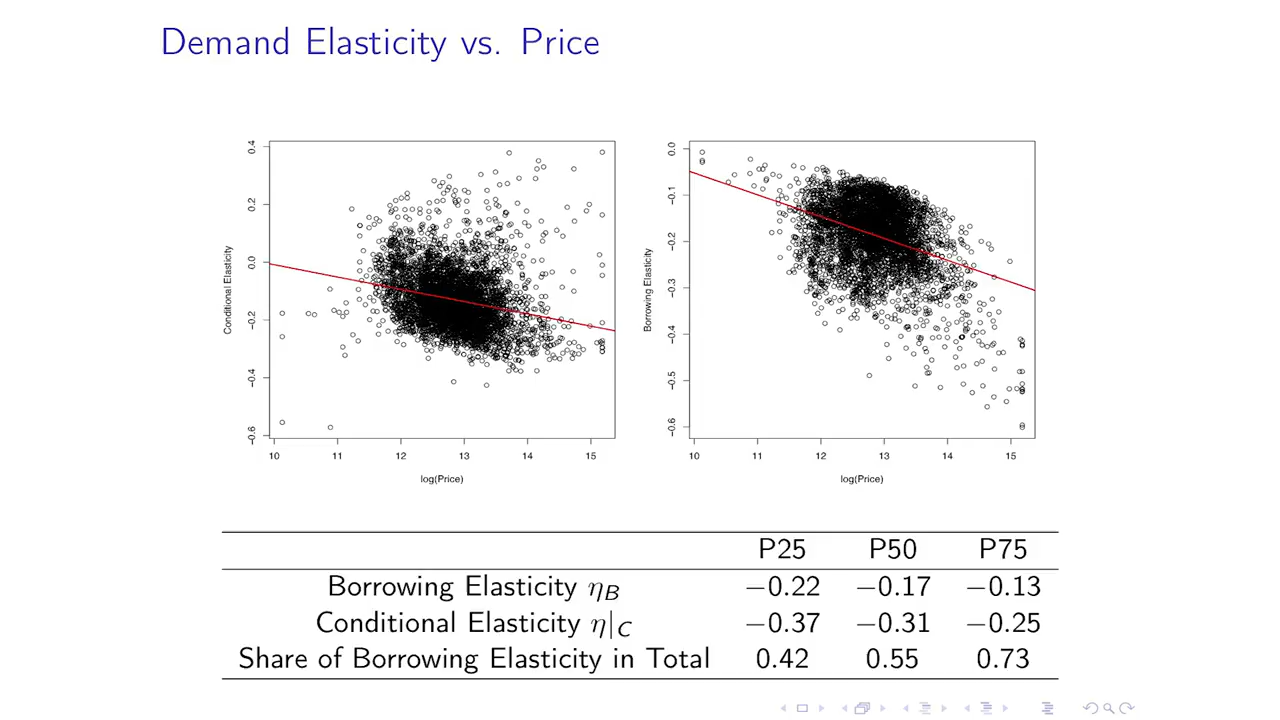 Demand Elasticity vs. Price
0.4
0.2
0.0
−0.2
−0.4
−0.6
Conditional Elasticity
10 11 12 13 14 15
log(Price)
0.0
−0.1
−0.2
−0.3
−0.4
−0.5
−0.6
Borrowing Elasticity
10 11 12 13 14 15
log(Price)
P25 P50 P75
Borrowing Elasticity η_B −0.22 −0.17 −0.13
Conditional Elasticity η|_C −0.37 −0.31 −0.25
Share of Borrowing Elasticity in Total 0.42 0.55 0.73